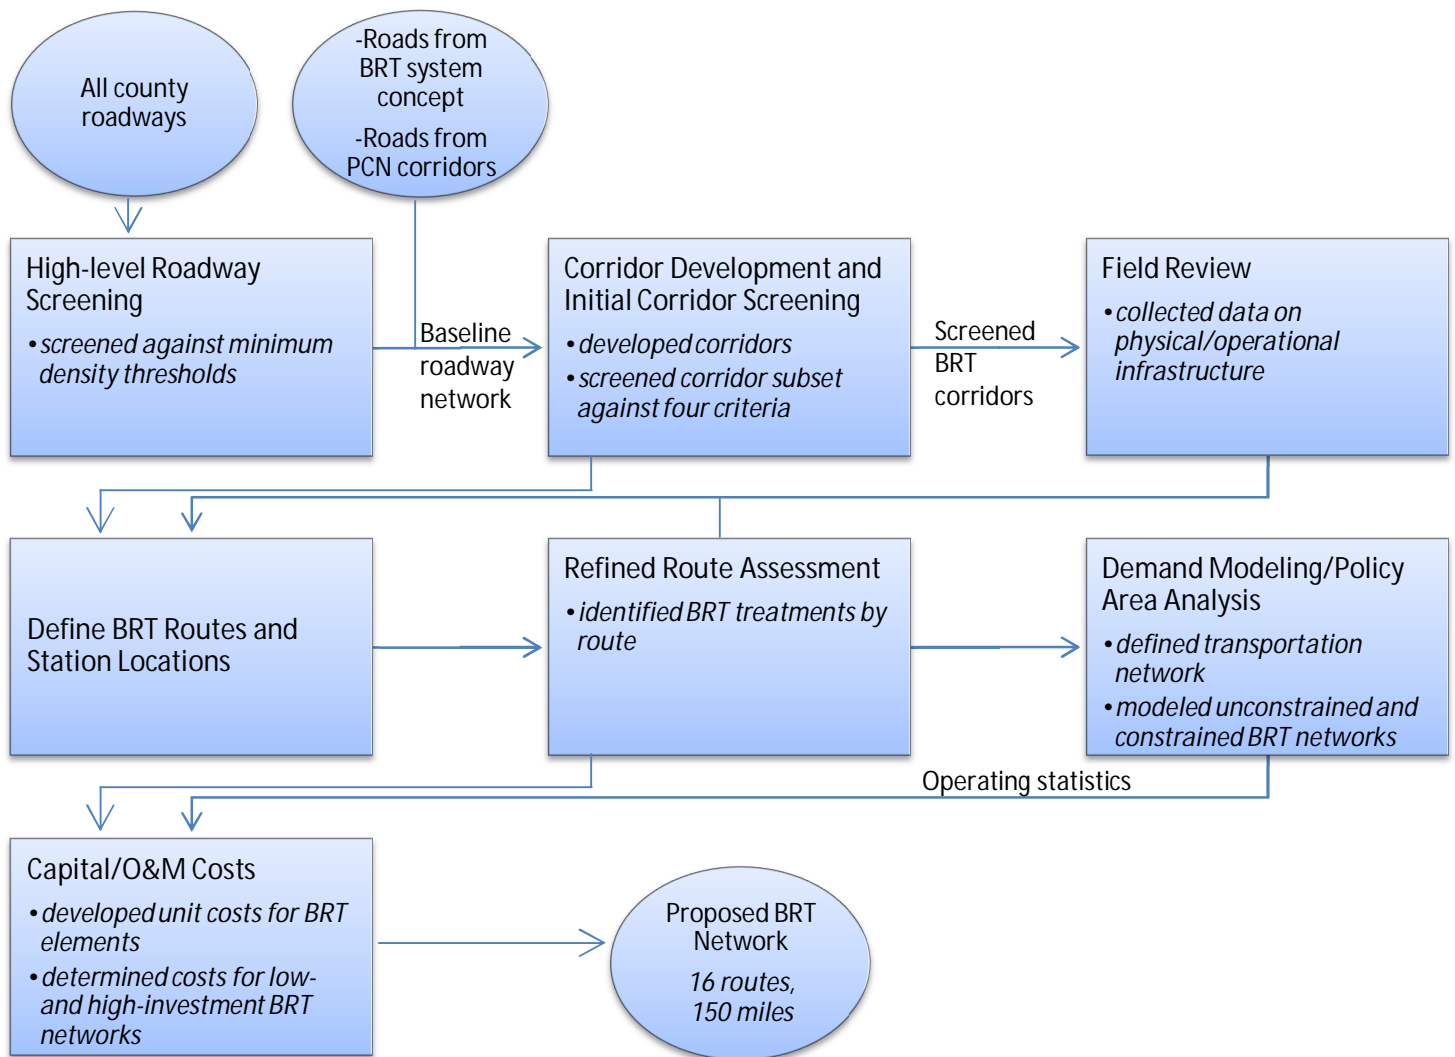 All county
roadways
-Roads from
BRT system
concept
-Roads from
PCN corridors
High-level Roadway
Screening
•screened against minimum
density thresholds
Baseline
roadway
network
Corridor Development and
Initial Corridor Screening
•developed corridors
•screened corridor subset
against four criteria
Screened
BRT
corridors
Field Review
•collected data on
physical/operational
infrastructure
Define BRT Routes and
Station Locations
Refined Route Assessment
•identified BRT treatments by
route
Demand Modeling/Policy
Area Analysis
•defined transportation
network
•modeled unconstrained and
constrained BRT networks
Operating statistics
Capital/O&M Costs
•developed unit costs for BRT
elements
•determined costs for low-
and high-investment BRT
networks
Proposed BRT
Network
16 routes,
150 miles